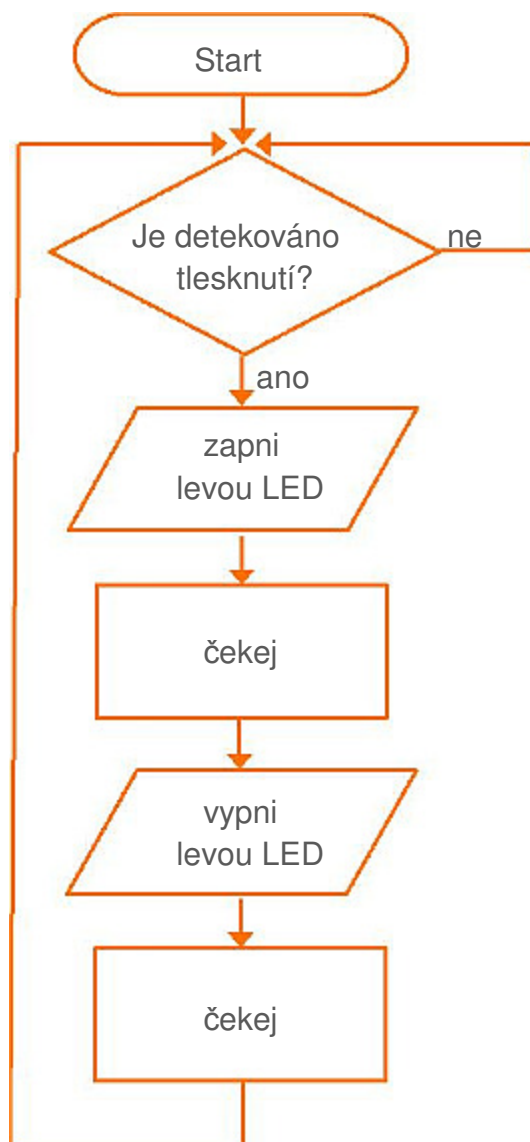 Start
Je detekováno
tlesknutí?
ne
ano
zapni
levou LED
čekej
vypni
levou LED
čekej